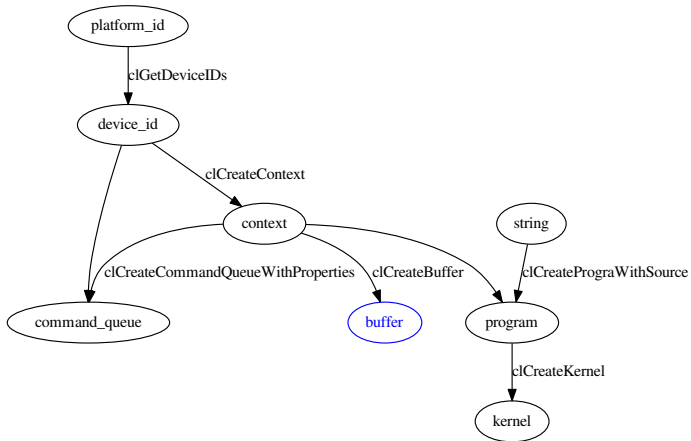 platform_id
clGetDeviceIDs
device_id
clCreateContext
context
string
clCreateCommandQueueWithProperties
clCreateBuffer
clCreatePrograWithSource
command_queue
buffer
program
clCreateKernel
kernel